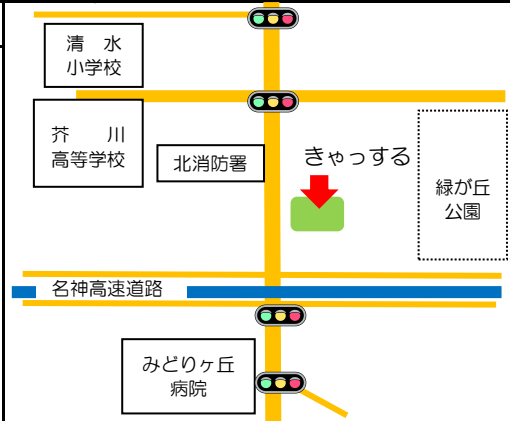 清　水
小学校
芥　川
高等学校
北消防署
きゃっする
緑が丘
公園
名神高速道路
みどりヶ丘
病院